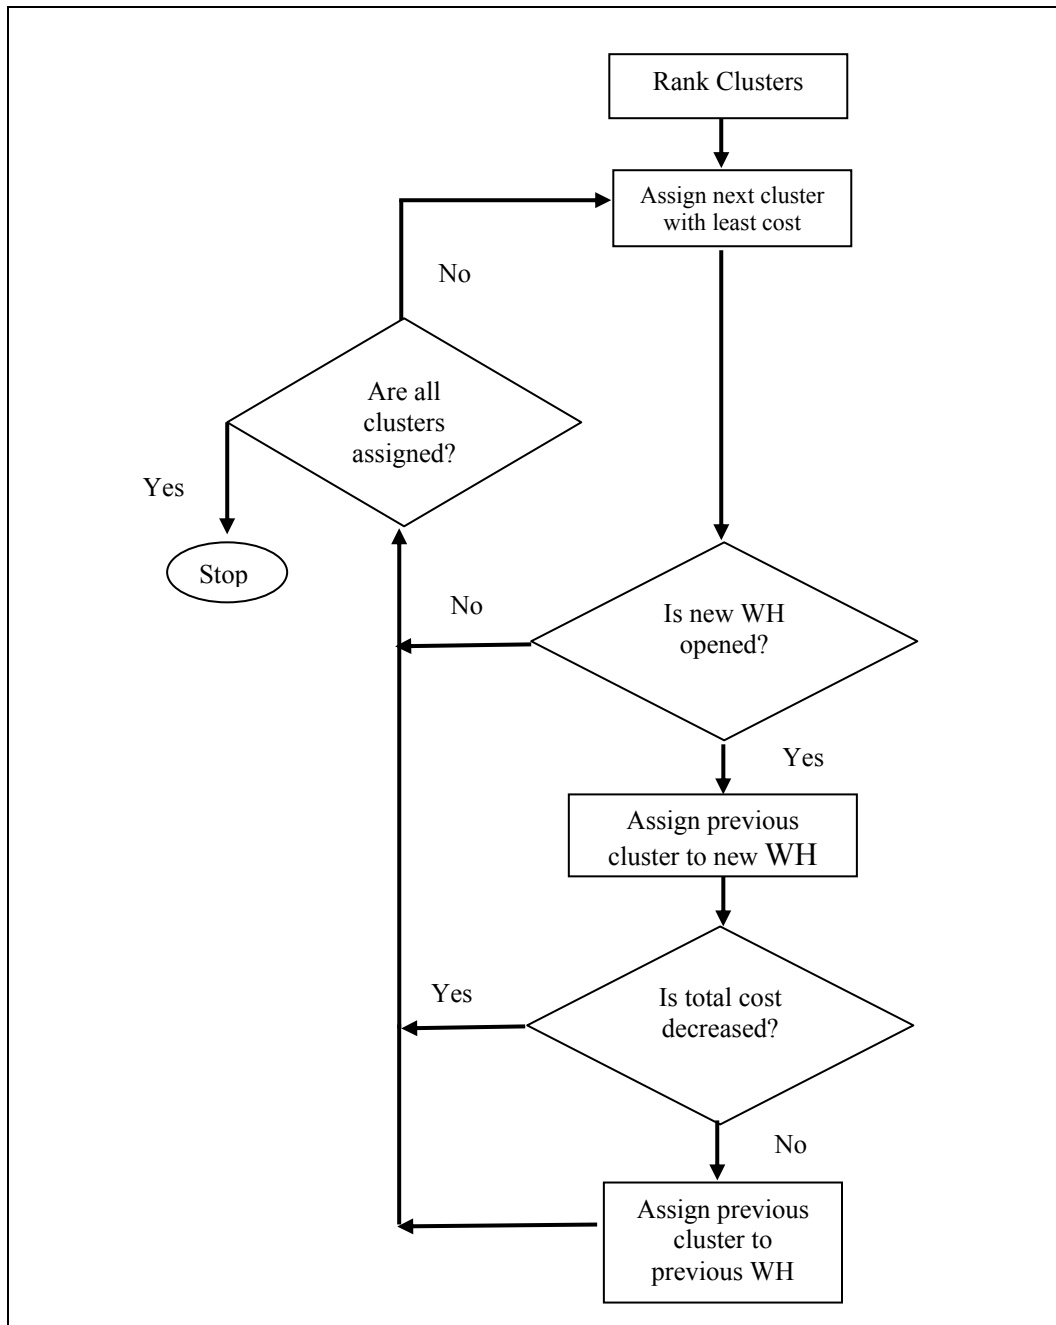 Rank Clusters
Assign next cluster
with least cost
No
Are all
clusters
assigned?
Yes
Stop
No
Is new WH
opened?
Yes
Assign previous
cluster to new WH
Yes
Is total cost
decreased?
No
Assign previous
cluster to
previous WH